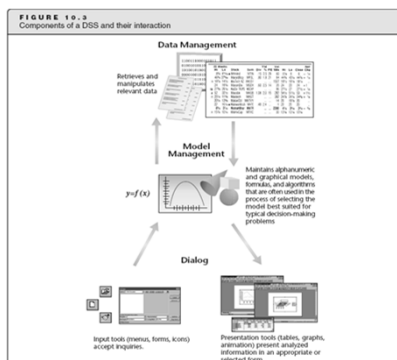 FIGURE 10.3
Components of a DSS and their interaction
Data Management
Retrieves and
manipulates
relevant data
Model
Management
y=f (x)
Maintains alphanumeric
and graphical models,
formulas, and algorithms
that are often used in the
process of selecting the
model best suited for
typical decision-making
problems
Dialog
Input tools (menus, forms, icons)
accept inquiries.
Presentation tools (tables, graphs,
animation) present analyzed
information in an appropriate or
selected form